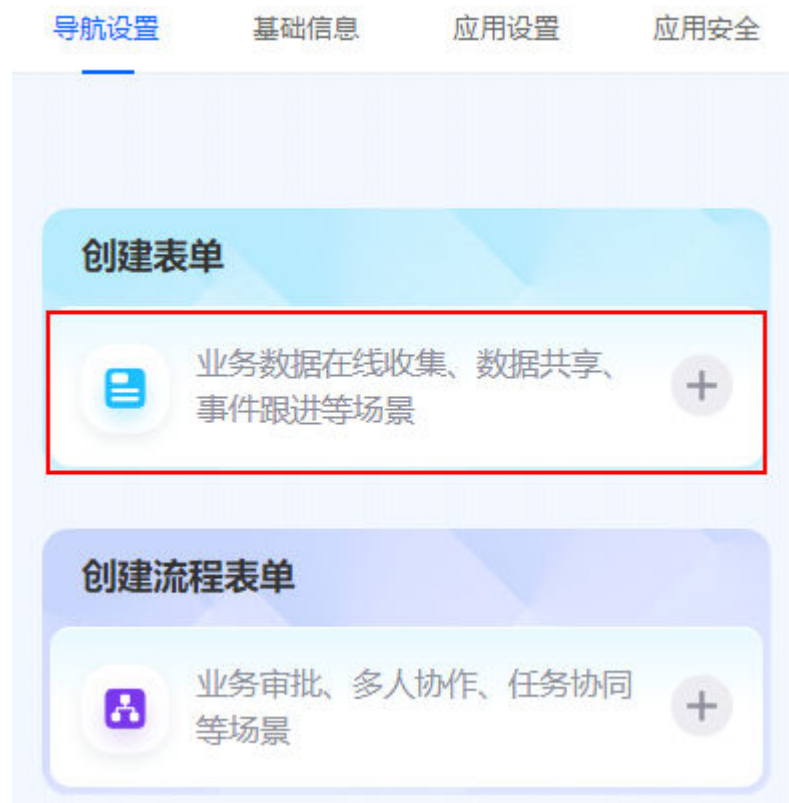 导航设置 基础信息 应用设置 应用安全
创建表单
业务数据在线收集、数据共享、
事件跟进等场景
创建流程表单
业务审批、多人协作、任务协同
等场景